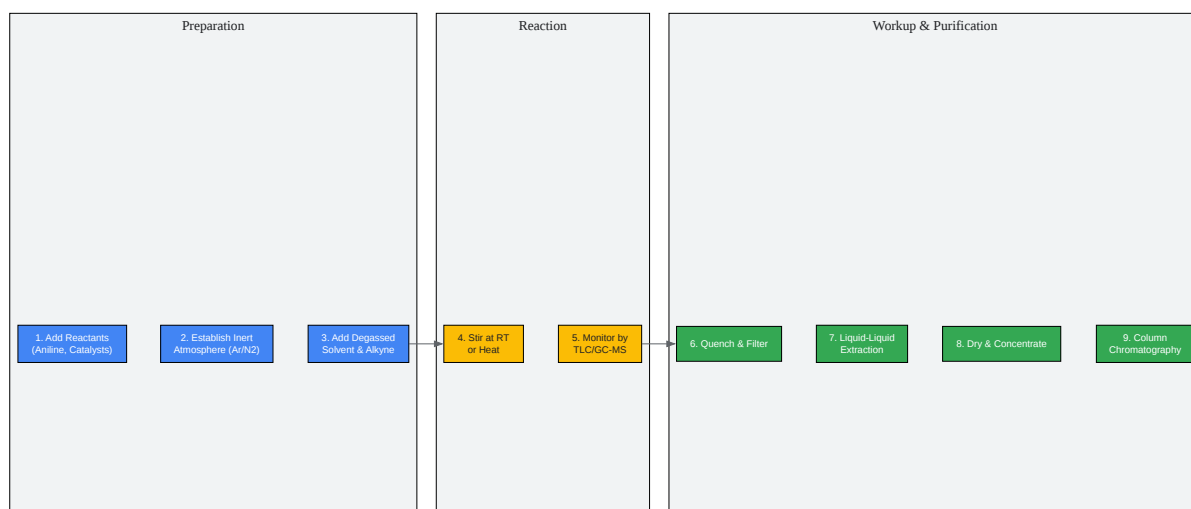 Preparation
Reaction
Workup & Purification
1. Add Reactants
(Aniline, Catalysts)
2. Establish Inert
Atmosphere (Ar/N2)
3. Add Degassed
Solvent & Alkyne
4. Stir at RT
or Heat
5. Monitor by
TLC/GC-MS
6. Quench & Filter
7. Liquid-Liquid
Extraction
8. Dry & Concentrate
9. Column
Chromatography